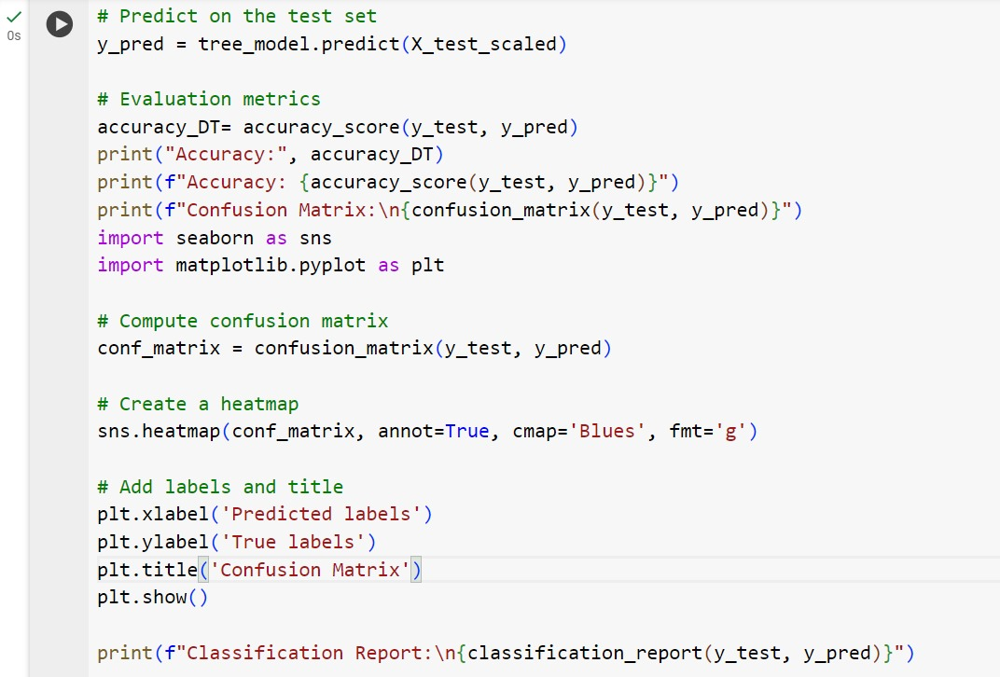 0s
# Predict on the test set
y_pred = tree_model.predict(X_test_scaled)
# Evaluation metrics
accuracy_DT= accuracy_score(y_test, y_pred)
print("Accuracy:", accuracy_DT)
print(f"Accuracy: {accuracy_score(y_test, y_pred)}")
print(f"Confusion Matrix:\n{confusion_matrix(y_test, y_pred)}")
import seaborn as sns
import matplotlib.pyplot as plt
# Compute confusion matrix
conf_matrix = confusion_matrix(y_test, y_pred)
# Create a heatmap
sns.heatmap(conf_matrix, annot=True, cmap='Blues', fmt='g')
# Add labels and title
plt.xlabel('Predicted labels')
plt.ylabel('True labels')
plt.title('Confusion Matrix')
plt.show()
print(f"Classification Report:\n{classification_report(y_test, y_pred)}")